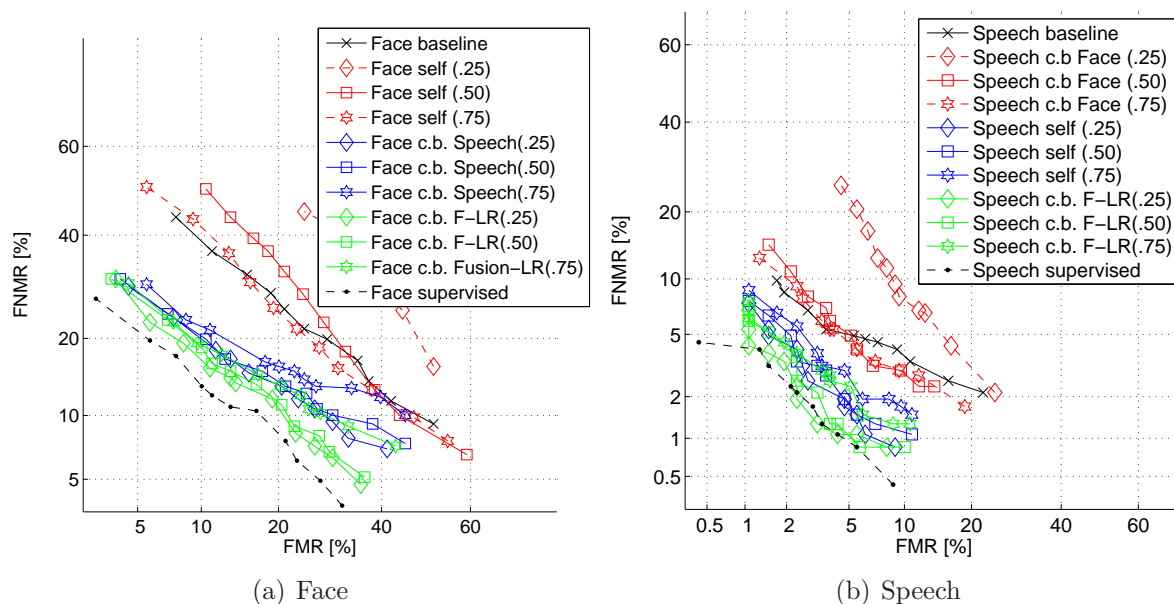 Face baseline
Face self (.25)
Face self (.50)
Face self (.75)
Face c.b. Speech(.25)
Face c.b. Speech(.50)
Face c.b. Speech(.75)
Face c.b. F−LR(.25)
Face c.b. F−LR(.50)
Face c.b. Fusion−LR(.75)
Face supervised
60
40
20
10
5
FNMR [%]
5 10 20 40 60
FMR [%]
(a) Face
Speech baseline
Speech c.b Face (.25)
Speech c.b Face (.50)
Speech c.b Face (.75)
Speech self (.25)
Speech self (.50)
Speech self (.75)
Speech c.b. F−LR(.25)
Speech c.b. F−LR(.50)
Speech c.b. F−LR(.75)
Speech supervised
60
40
20
10
5
2
1
0.5
FNMR [%]
0.5 1 2 5 10 20 40 60
FMR [%]
(b) Speech